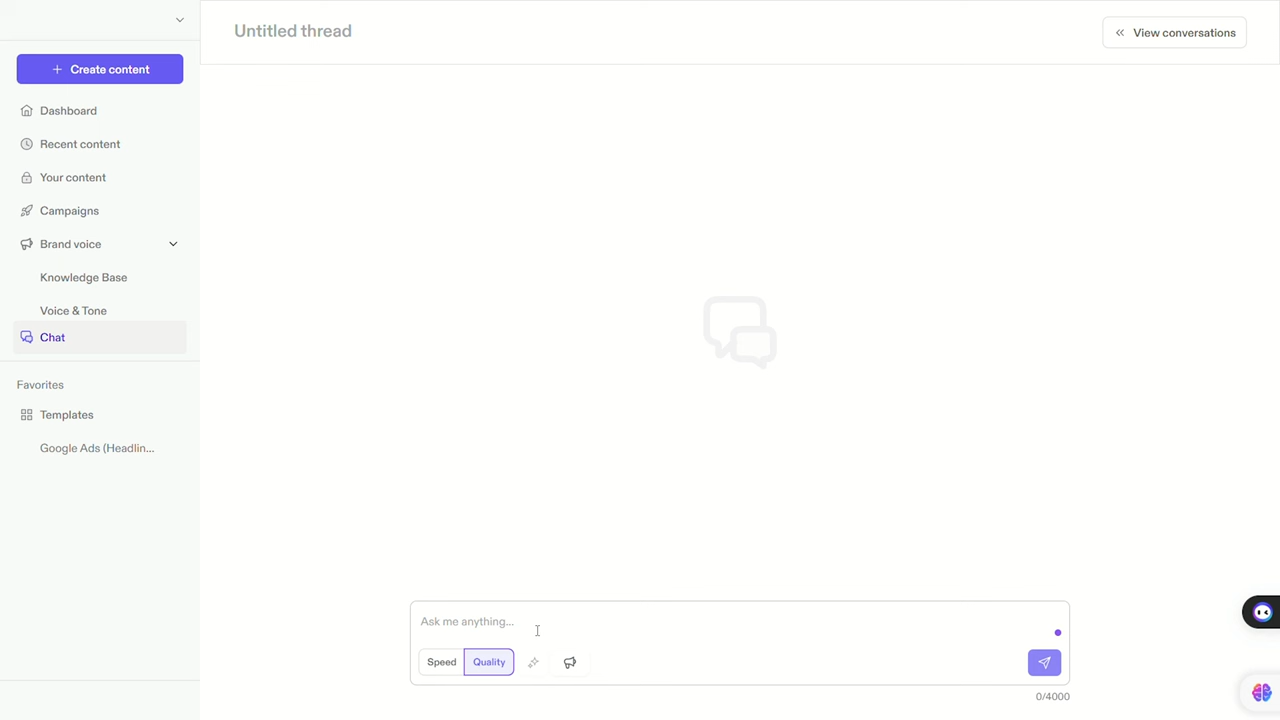 Untitled thread
View conversations
Create content
Dashboard
Recent content
Your content
Campaigns
Brand voice
Knowledge Base
Voice & Tone
Chat
Favorites
Templates
Google Ads (Headlin...
Ask me anything...
Speed
Quality
0/4000